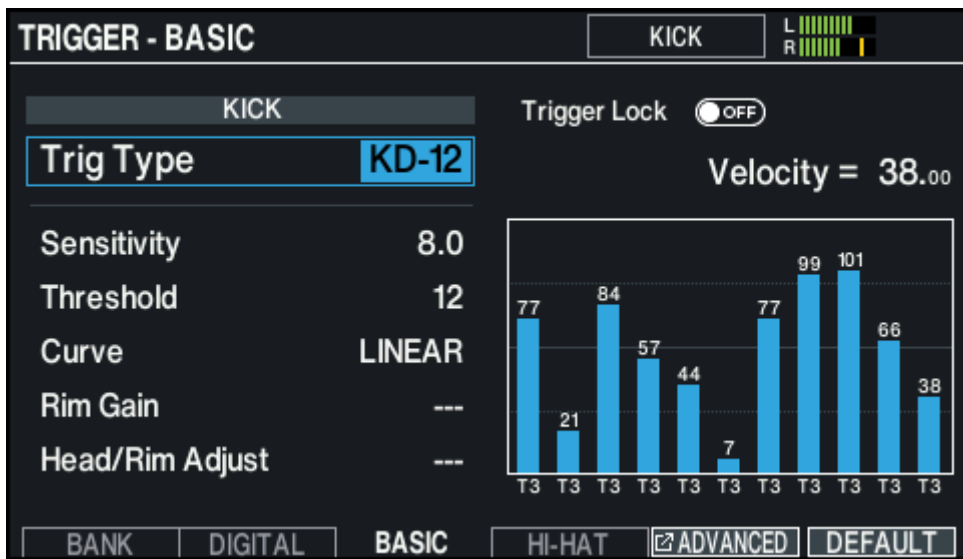 TRIGGER - BASIC KICK L
R
KICK
Trig Type KD-12
Sensitivity 8.0
Threshold 12
Curve LINEAR
Rim Gain ---
Head/Rim Adjust ---
Trigger Lock OFF
Velocity = 38.00
77 21 84 57 44 7 77 99 101 66 38
T3 T3 T3 T3 T3 T3 T3 T3 T3 T3 T3
BANK DIGITAL BASIC HI-HAT ADVANCED DEFAULT